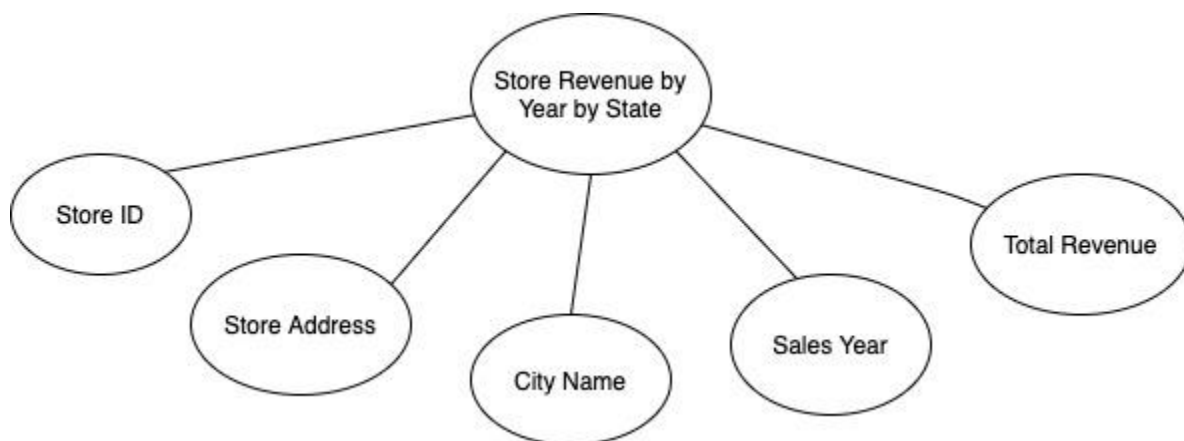 Store Revenue by
Year by State
Store ID
Total Revenue
Store Address
Sales Year
City Name